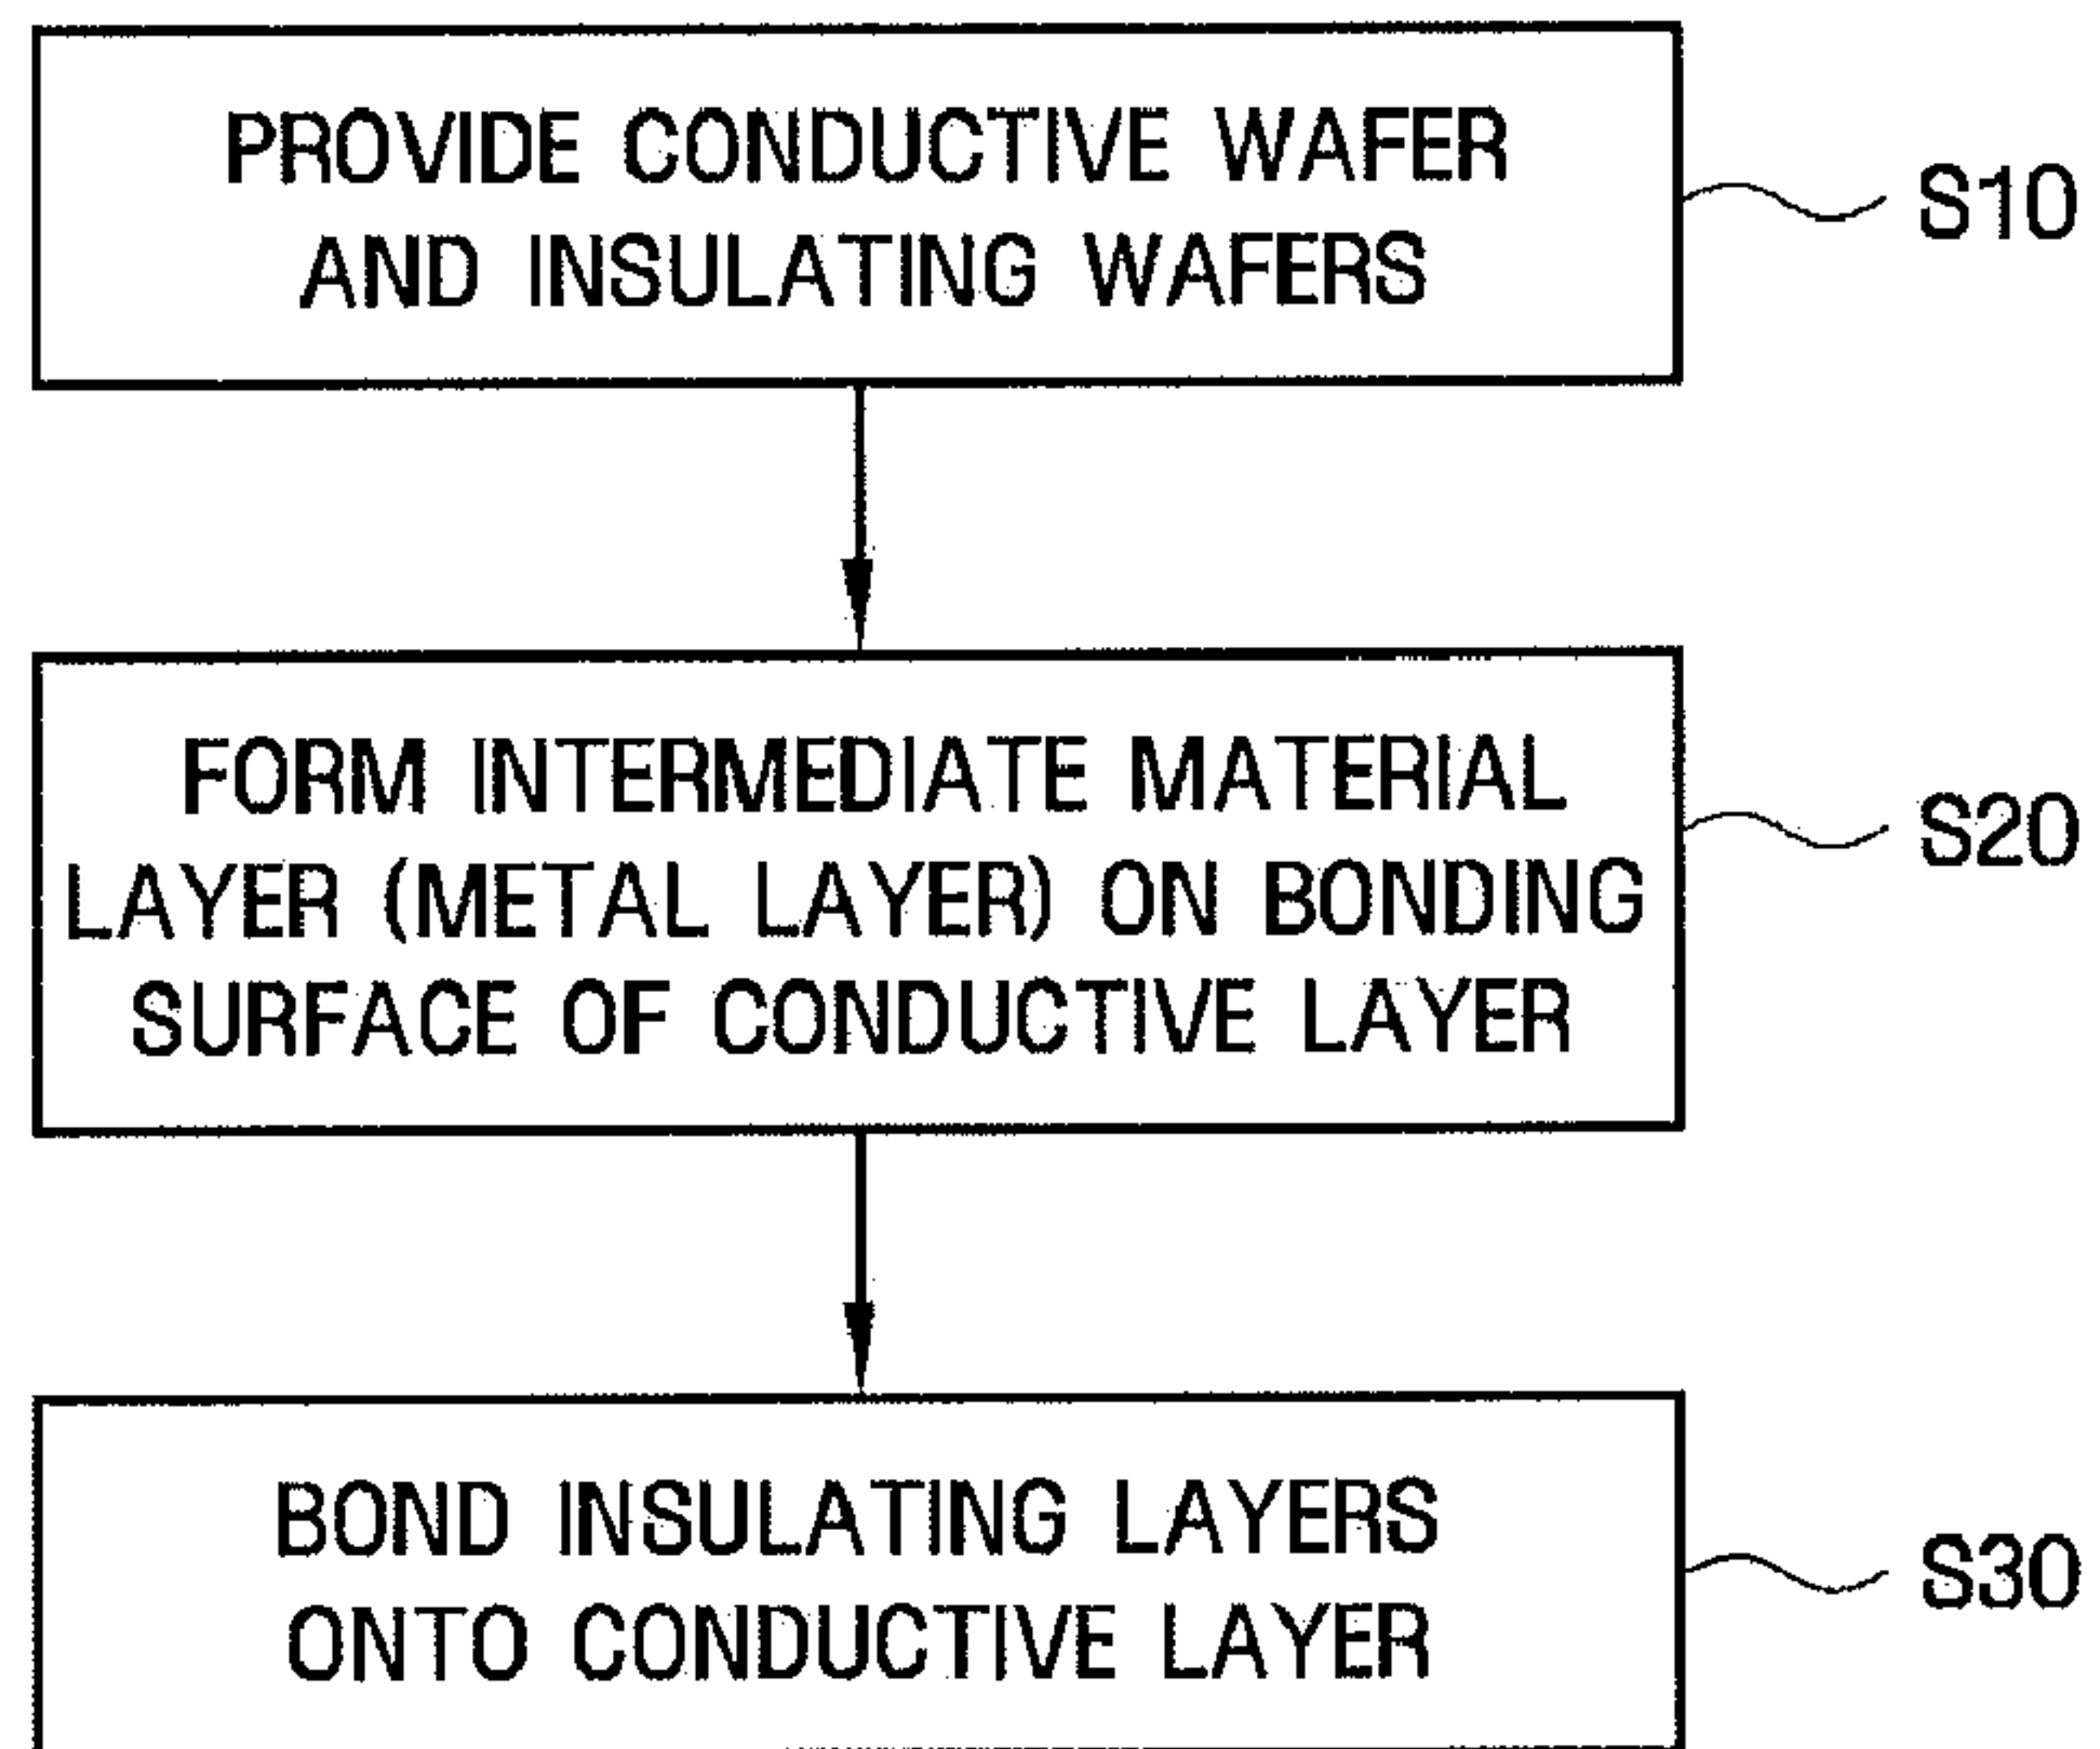 PROVIDE CONDUCTIVE WAFER
AND INSULATING WAFERS
S10
FORM INTERMEDIATE MATERIAL
LAYER (METAL LAYER) ON BONDING
SURFACE OF CONDUCTIVE LAYER
S20
BOND INSULATING LAYERS
ONTO CONDUCTIVE LAYER
S30